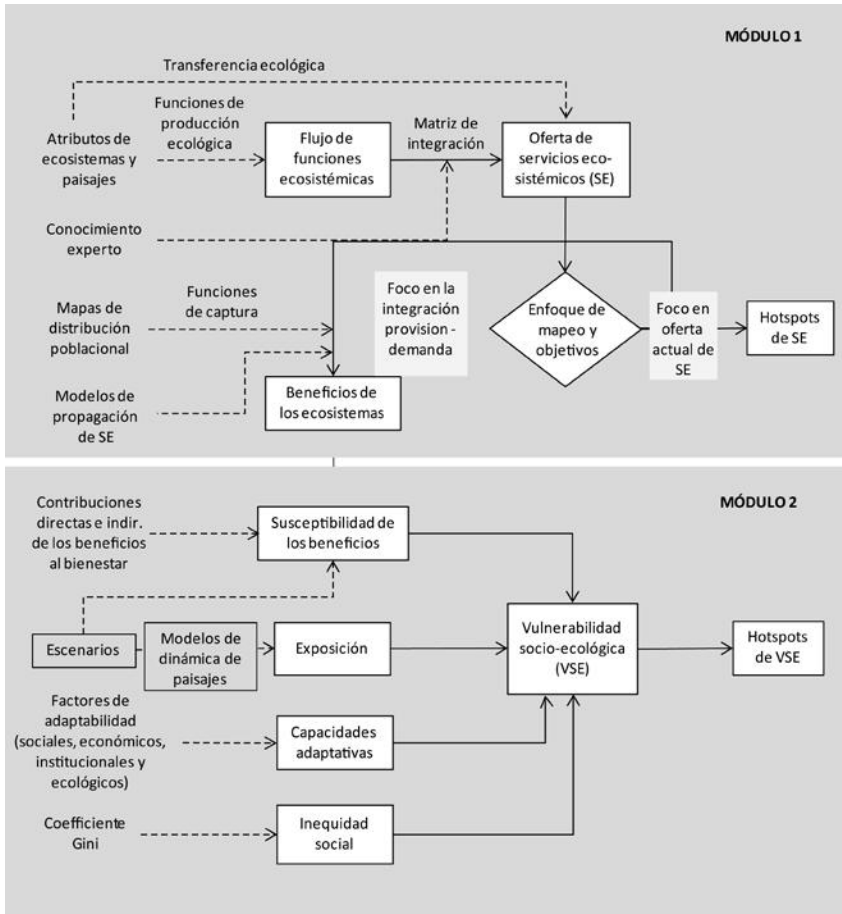 MÓDULO 1
Transferencia ecológica
Funciones de
producción
ecológica
Matriz de
integración
Atributos de
ecosistemas y
paisajes
Flujo de
funciones
ecosistémicas
Oferta de
servicios eco-
sistémicos (SE)
Conocimiento
experto
Mapas de
distribución
poblacional
Funciones
de captura
Foco en la
integración
provision -
demanda
Enfoque de
mapeo y
objetivos
Foco en
oferta
actual de
SE
Hotspots
de SE
Modelos de
propagación
de SE
Beneficios de
los ecosistemas
MÓDULO 2
Contribuciones
directas e indir.
de los beneficios
al bienestar
Susceptibilidad de
los beneficios
Escenarios
Modelos de
dinámica de
paisajes
Exposición
Vulnerabilidad
socio-ecológica
(VSE)
Hotspots
de VSE
Factores de
adaptabilidad
(sociales, económicos,
institucionales y
ecológicos)
Capacidades
adaptativas
Coefficiente
Gini
Inequidad
social